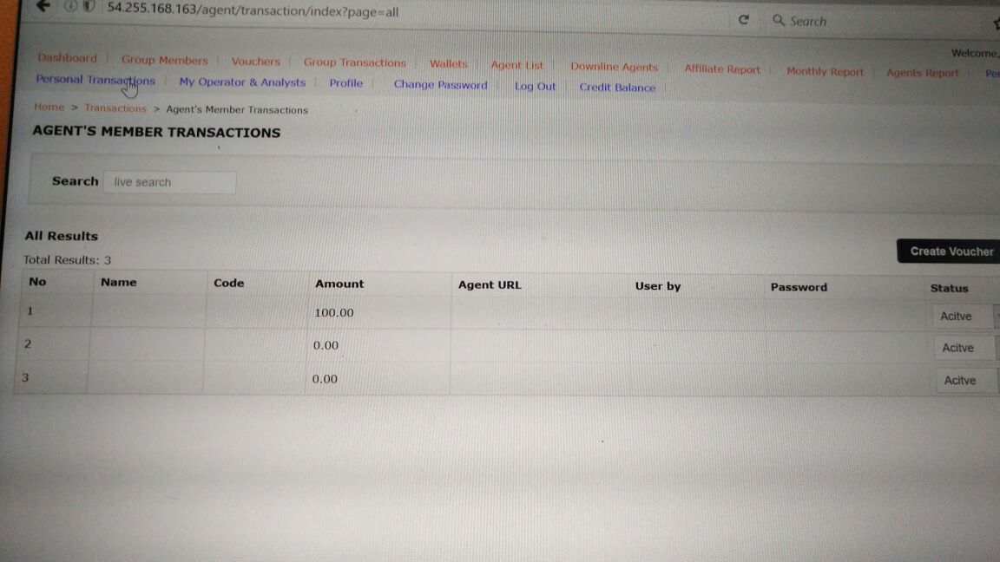 54.255.168.163/agent/transaction/index?page=all
Search
Welcome,
Dashboard | Group Members | Vouchers | Group Transactions | Wallets | Agent List | Downline Agents | Affiliate Report | Monthly Report | Agents Report |
Personal Transactions | My Operator & Analysts | Profile | Change Password | Log Out | Credit Balance |
Home > Transactions > Agent's Member Transactions
AGENT'S MEMBER TRANSACTIONS
Search live search
All Results
Total Results: 3
Create Voucher
No Name Code Amount Agent URL User by Password Status
1 100.00 Acitve
2 0.00 Acitve
3 0.00 Acitve